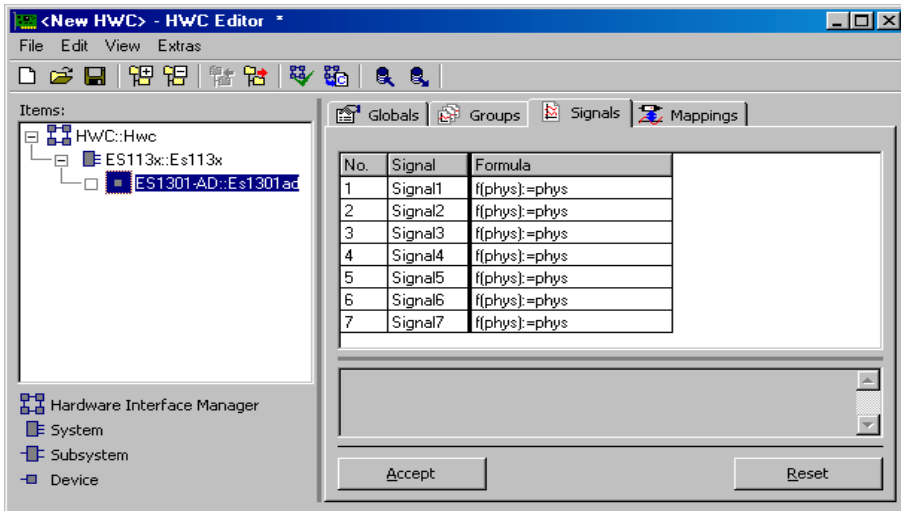 <New HWC> - HWC Editor *
File Edit View Extras
Items:
HWC::Hwc
ES113x::Es113x
ES1301-AD::Es1301ad
Hardware Interface Manager
System
Subsystem
Device
Globals Groups Signals Mappings
No. Signal Formula
1 Signal1 f(phys):=phys
2 Signal2 f(phys):=phys
3 Signal3 f(phys):=phys
4 Signal4 f(phys):=phys
5 Signal5 f(phys):=phys
6 Signal6 f(phys):=phys
7 Signal7 f(phys):=phys
Accept Reset